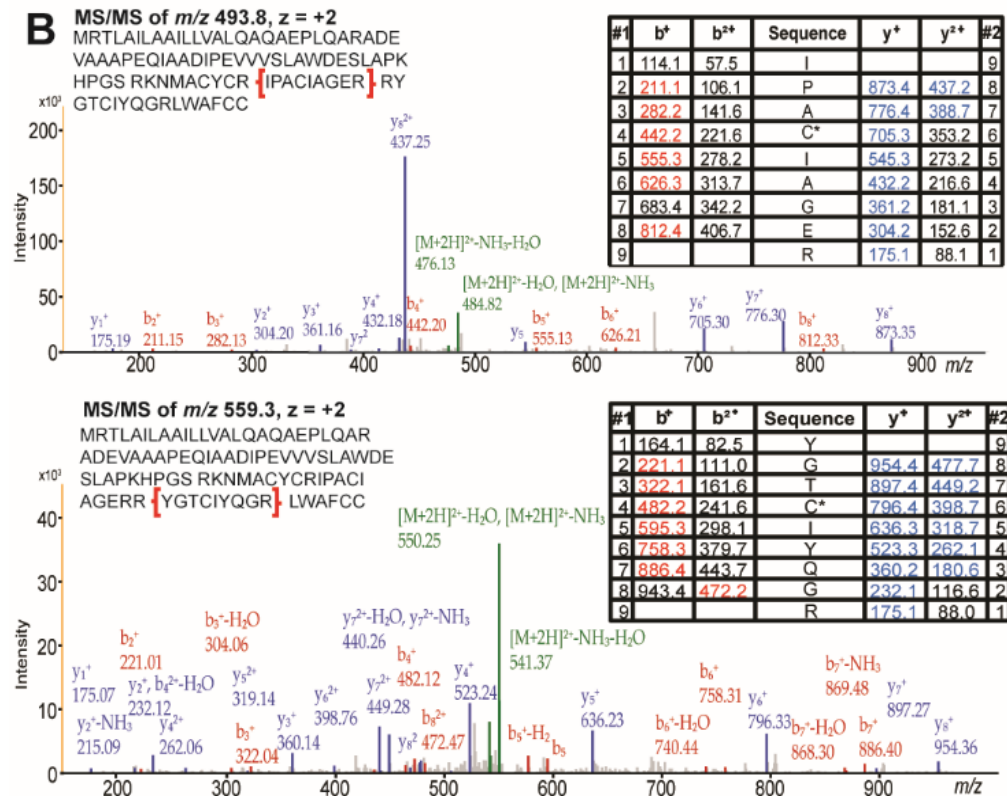 B
MS/MS of m/z 493.8, z = +2
MRTLAILAAILLVALQAQAEPLQARADE
VAAAPEQIAADIPEVVVSLAWDESLAPK
HPGS RKNMACYCR {IPACIAGER} RY
GTCIYQGRLWAFCC
x10³
200
150
100
50
0
Intensity
y₁⁺
175.19
b₂⁺
211.15
b₃⁺
282.13
y₂⁺
304.20
y₃⁺
361.16
y₇²
y₄⁺
432.18
y₈²⁺
437.25
b₄⁺
442.20
[M+2H]²⁺-NH₃-H₂O
476.13
[M+2H]²⁺-H₂O, [M+2H]²⁺-NH₃
484.82
y₅
b₅⁺
555.13
b₆⁺
626.21
y₆⁺
705.30
y₇⁺
776.30
b₈⁺
812.33
y₈⁺
873.35
200 300 400 500 600 700 800 900 m/z
#1 b⁺ b²⁺ Sequence y⁺ y²⁺ #2
1 114.1 57.5 I 9
2 211.1 106.1 P 873.4 437.2 8
3 282.2 141.6 A 776.4 388.7 7
4 442.2 221.6 C* 705.3 353.2 6
5 555.3 278.2 I 545.3 273.2 5
6 626.3 313.7 A 432.2 216.6 4
7 683.4 342.2 G 361.2 181.1 3
8 812.4 406.7 E 304.2 152.6 2
9 R 175.1 88.1 1
MS/MS of m/z 559.3, z = +2
MRTLAILAAILLVALQAQAEPLQAR
ADEVAAAPEQIAADIPEVVVSLAWDE
SLAPKHPGS RKNMACYCRIPACI
AGERR {YGTCIYQGR} LWAFCC
x10³
40
30
20
10
0
Intensity
y₁⁺
175.07
y₂⁺-NH₃
215.09
b₂⁺
221.01
y₂⁺, b₄²⁺-H₂O
232.12
y₄²⁺
262.06
b₃⁺-H₂O
304.06
y₅²⁺
319.14
b₃⁺
322.04
y₃⁺
360.14
y₆²⁺
398.76
y₇²⁺-H₂O, y₇²⁺-NH₃
440.26
y₇²⁺
449.28
y₈²
b₄⁺
482.12
b₈²⁺
472.47
y₄⁺
523.24
[M+2H]²⁺-H₂O, [M+2H]²⁺-NH₃
550.25
[M+2H]²⁺-NH₃-H₂O
541.37
b₅⁺-H₂
b₅
y₅⁺
636.23
b₆⁺
758.31
b₆⁺-H₂O
740.44
y₆⁺
796.33
b₇⁺-NH₃
869.48
b₇⁺-H₂O
868.30
b₇⁺
886.40
y₇⁺
897.27
y₈⁺
954.36
200 300 400 500 600 700 800 900 m/z
#1 b⁺ b²⁺ Sequence y⁺ y²⁺ #2
1 164.1 82.5 Y 9
2 221.1 111.0 G 954.4 477.7 8
3 322.1 161.6 T 897.4 449.2 7
4 482.2 241.6 C* 796.4 398.7 6
5 595.3 298.1 I 636.3 318.7 5
6 758.3 379.7 Y 523.3 262.1 4
7 886.4 443.7 Q 360.2 180.6 3
8 943.4 472.2 G 232.1 116.6 2
9 R 175.1 88.0 1